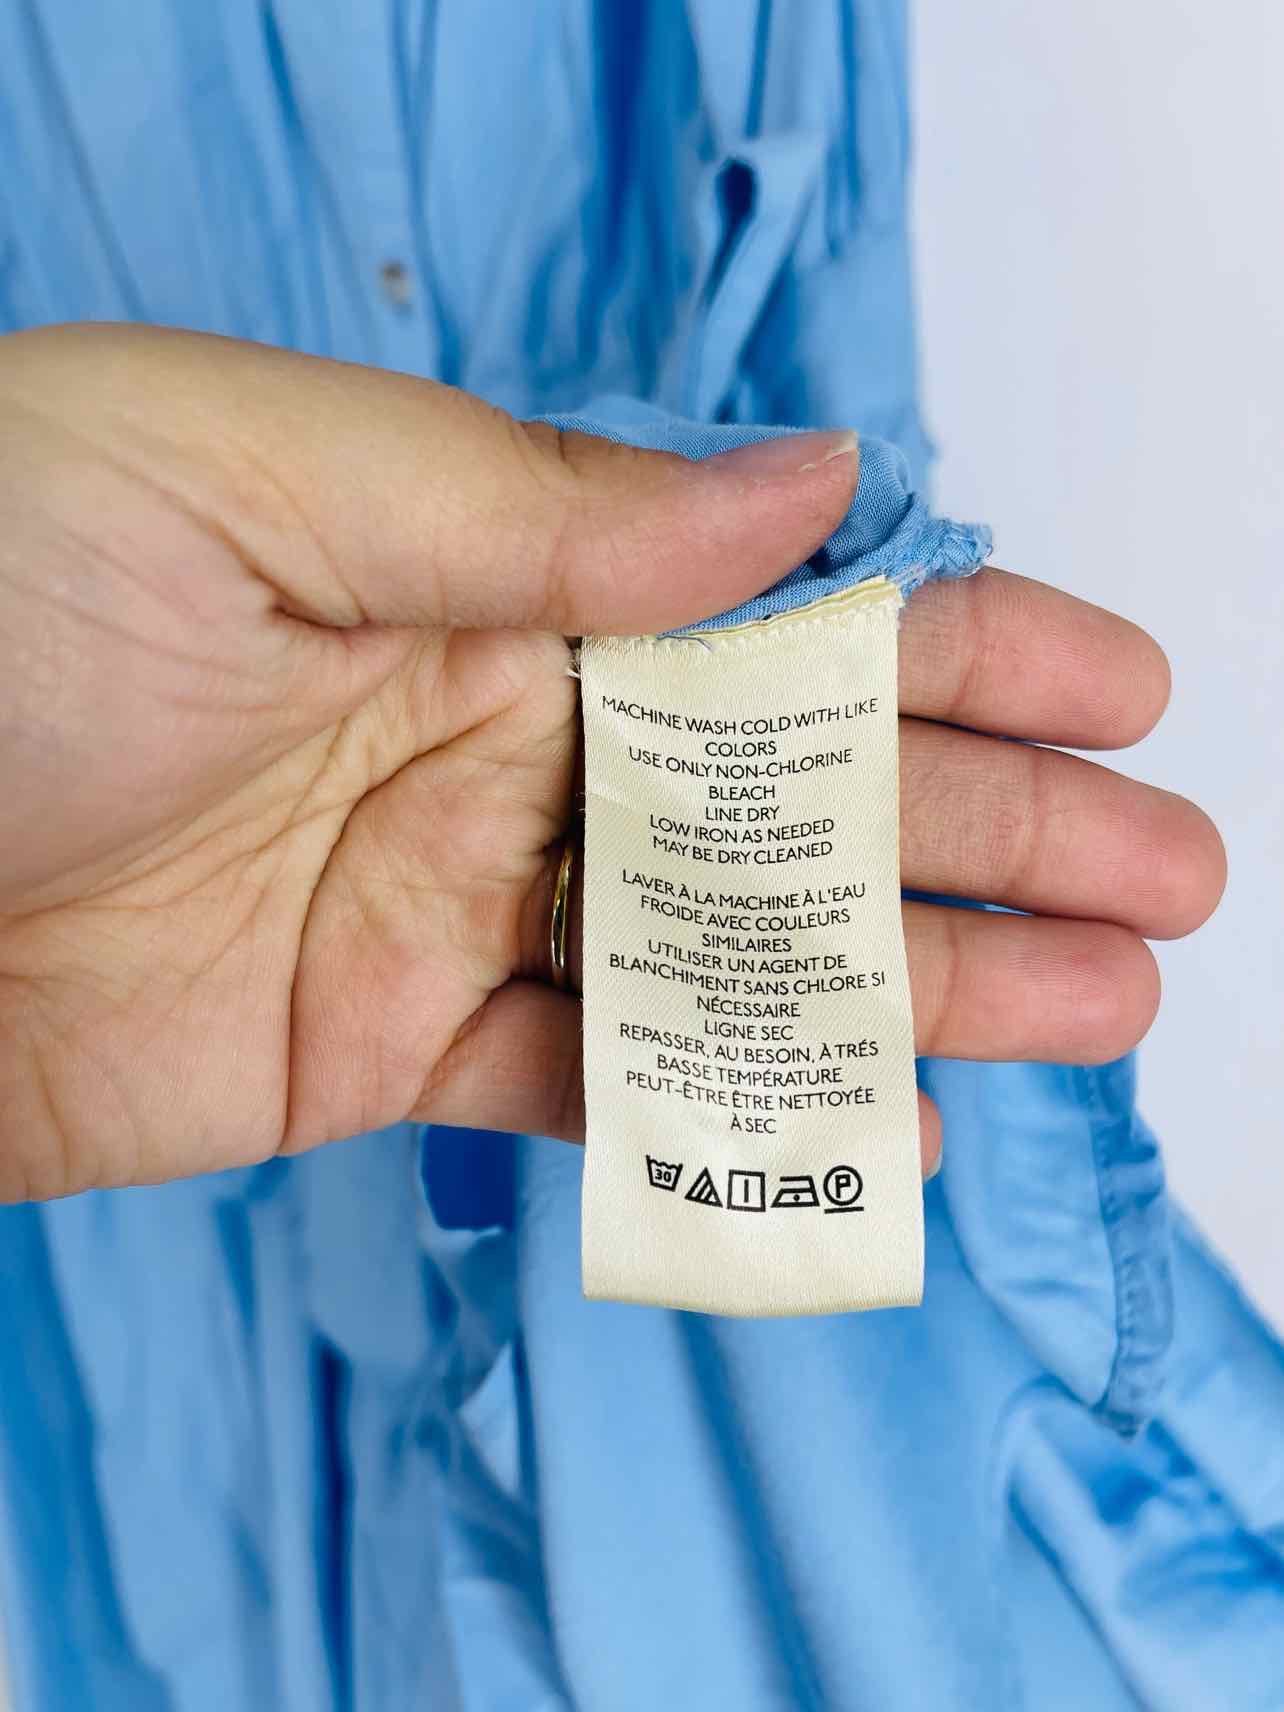 MACHINE WASH COLD WITH LIKE
COLORS
USE ONLY NON-CHLORINE
BLEACH
LINE DRY
LOW IRON AS NEEDED
MAY BE DRY CLEANED
LAVER À LA MACHINE À L'EAU
FROIDE AVEC COULEURS
SIMILAIRES
UTILISER UN AGENT DE
BLANCHIMENT SANS CHLORE SI
NÉCESSAIRE
LIGNE SEC
REPASSER, AU BESOIN, À TRÉS
BASSE TEMPÉRATURE
PEUT-ÊTRE ÊTRE NETTOYÉE
À SEC
30 P